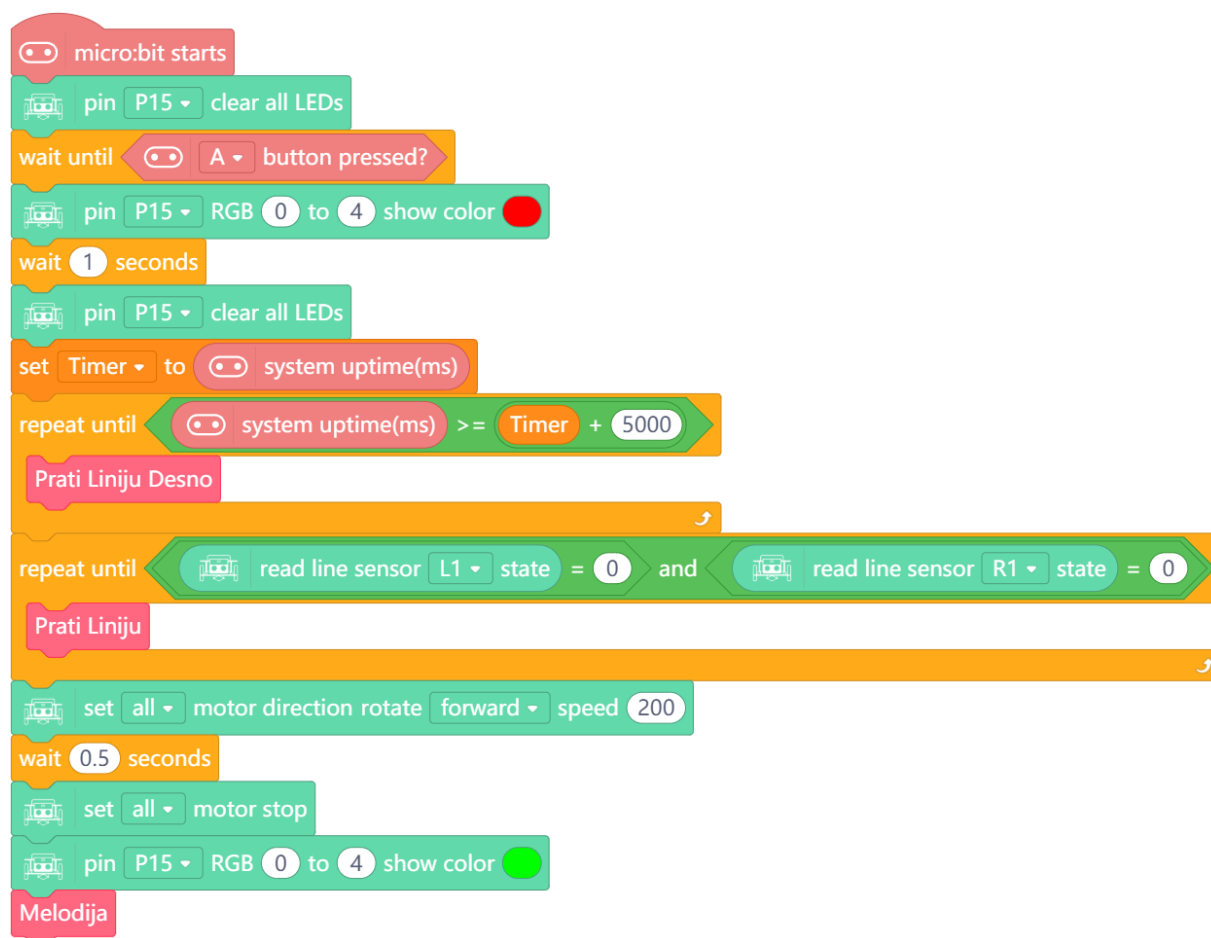 micro:bit starts
pin P15 clear all LEDs
wait until A button pressed?
pin P15 RGB 0 to 4 show color
wait 1 seconds
pin P15 clear all LEDs
set Timer to system uptime(ms)
repeat until system uptime(ms) >= Timer + 5000
Prati Liniju Desno
repeat until read line sensor L1 state = 0 and read line sensor R1 state = 0
Prati Liniju
set all motor direction rotate forward speed 200
wait 0.5 seconds
set all motor stop
pin P15 RGB 0 to 4 show color
Melodija